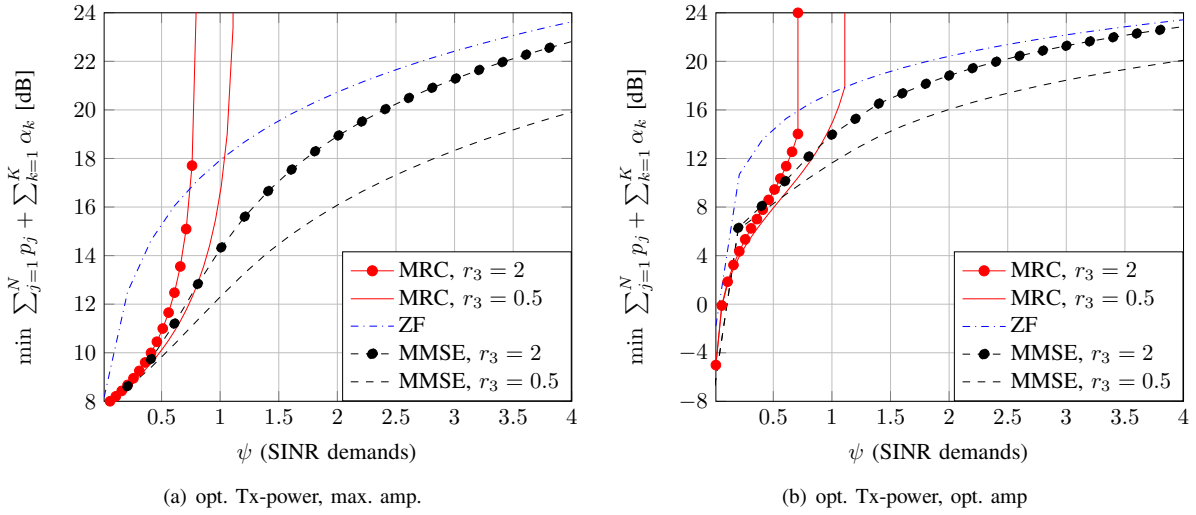 24
22
20
18
16
14
12
10
8
0.5 1 1.5 2 2.5 3 3.5 4
min ∑_{j=1}^{N} p_j + ∑_{k=1}^{K} α_k [dB]
ψ (SINR demands)
MRC, r_3 = 2
MRC, r_3 = 0.5
ZF
MMSE, r_3 = 2
MMSE, r_3 = 0.5
(a) opt. Tx-power, max. amp.
24
20
16
12
8
4
0
−4
−8
0.5 1 1.5 2 2.5 3 3.5 4
min ∑_{j=1}^{N} p_j + ∑_{k=1}^{K} α_k [dB]
ψ (SINR demands)
MRC, r_3 = 2
MRC, r_3 = 0.5
ZF
MMSE, r_3 = 2
MMSE, r_3 = 0.5
(b) opt. Tx-power, opt. amp